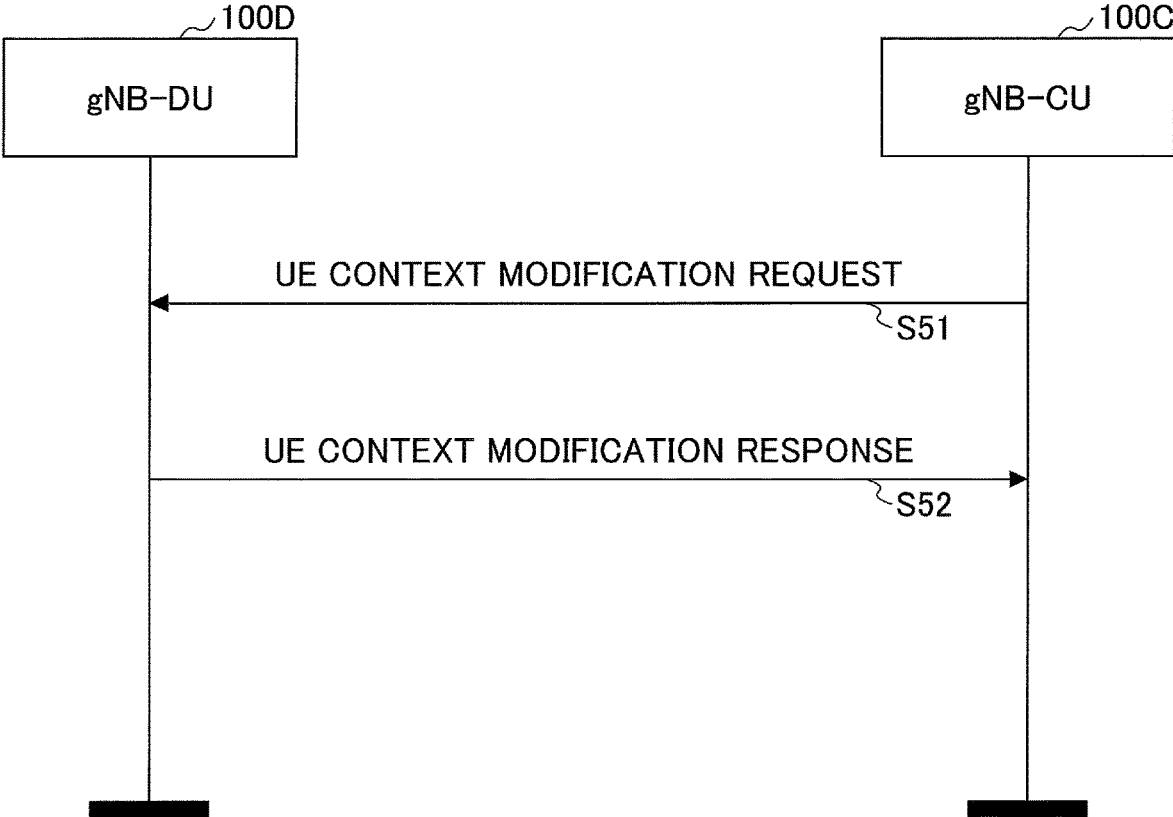 100D
100C
gNB-DU
gNB-CU
UE CONTEXT MODIFICATION REQUEST
S51
UE CONTEXT MODIFICATION RESPONSE
S52